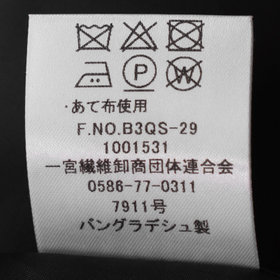 ・あて布使用
F.NO.B3QS-29
1001531
一宮繊維卸商団体連合会
0586-77-0311
7911号
バングラデシュ製